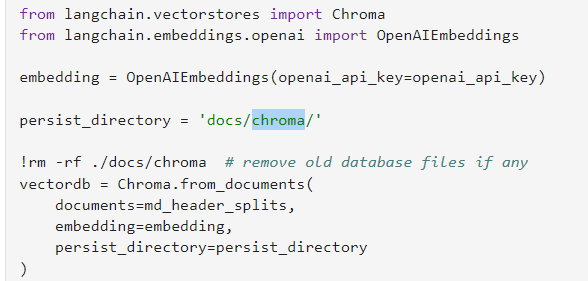 from langchain.vectorstores import Chroma
from langchain.embeddings.openai import OpenAIEmbeddings
embedding = OpenAIEmbeddings(openai_api_key=openai_api_key)
persist_directory = 'docs/chroma/'
!rm -rf ./docs/chroma  # remove old database files if any
vectordb = Chroma.from_documents(
    documents=md_header_splits,
    embedding=embedding,
    persist_directory=persist_directory
)